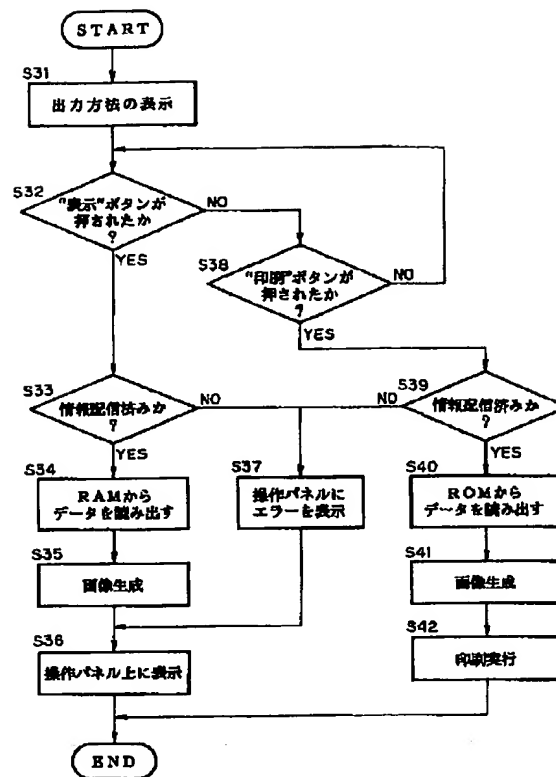 START
S31
出力方法の表示
S32
"表示"ボタンが
押されたか
?
NO
YES
S38
"印刷"ボタンが
押されたか
?
NO
YES
S33
情報配信済みか
?
NO
YES
S39
情報配信済みか
?
NO
YES
S34
RAMから
データを読み出す
S37
操作パネルに
エラーを表示
S40
ROMから
データを読み出す
S35
画像生成
S41
画像生成
S36
操作パネル上に表示
S42
印刷実行
END